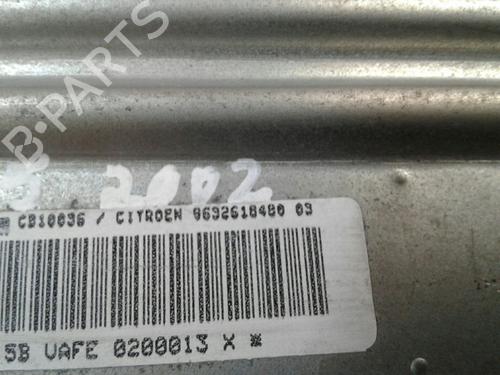 B-PARTS
2002
CB10036 / CITROEN 9632618480 03
5B VAFE 0200013 X *